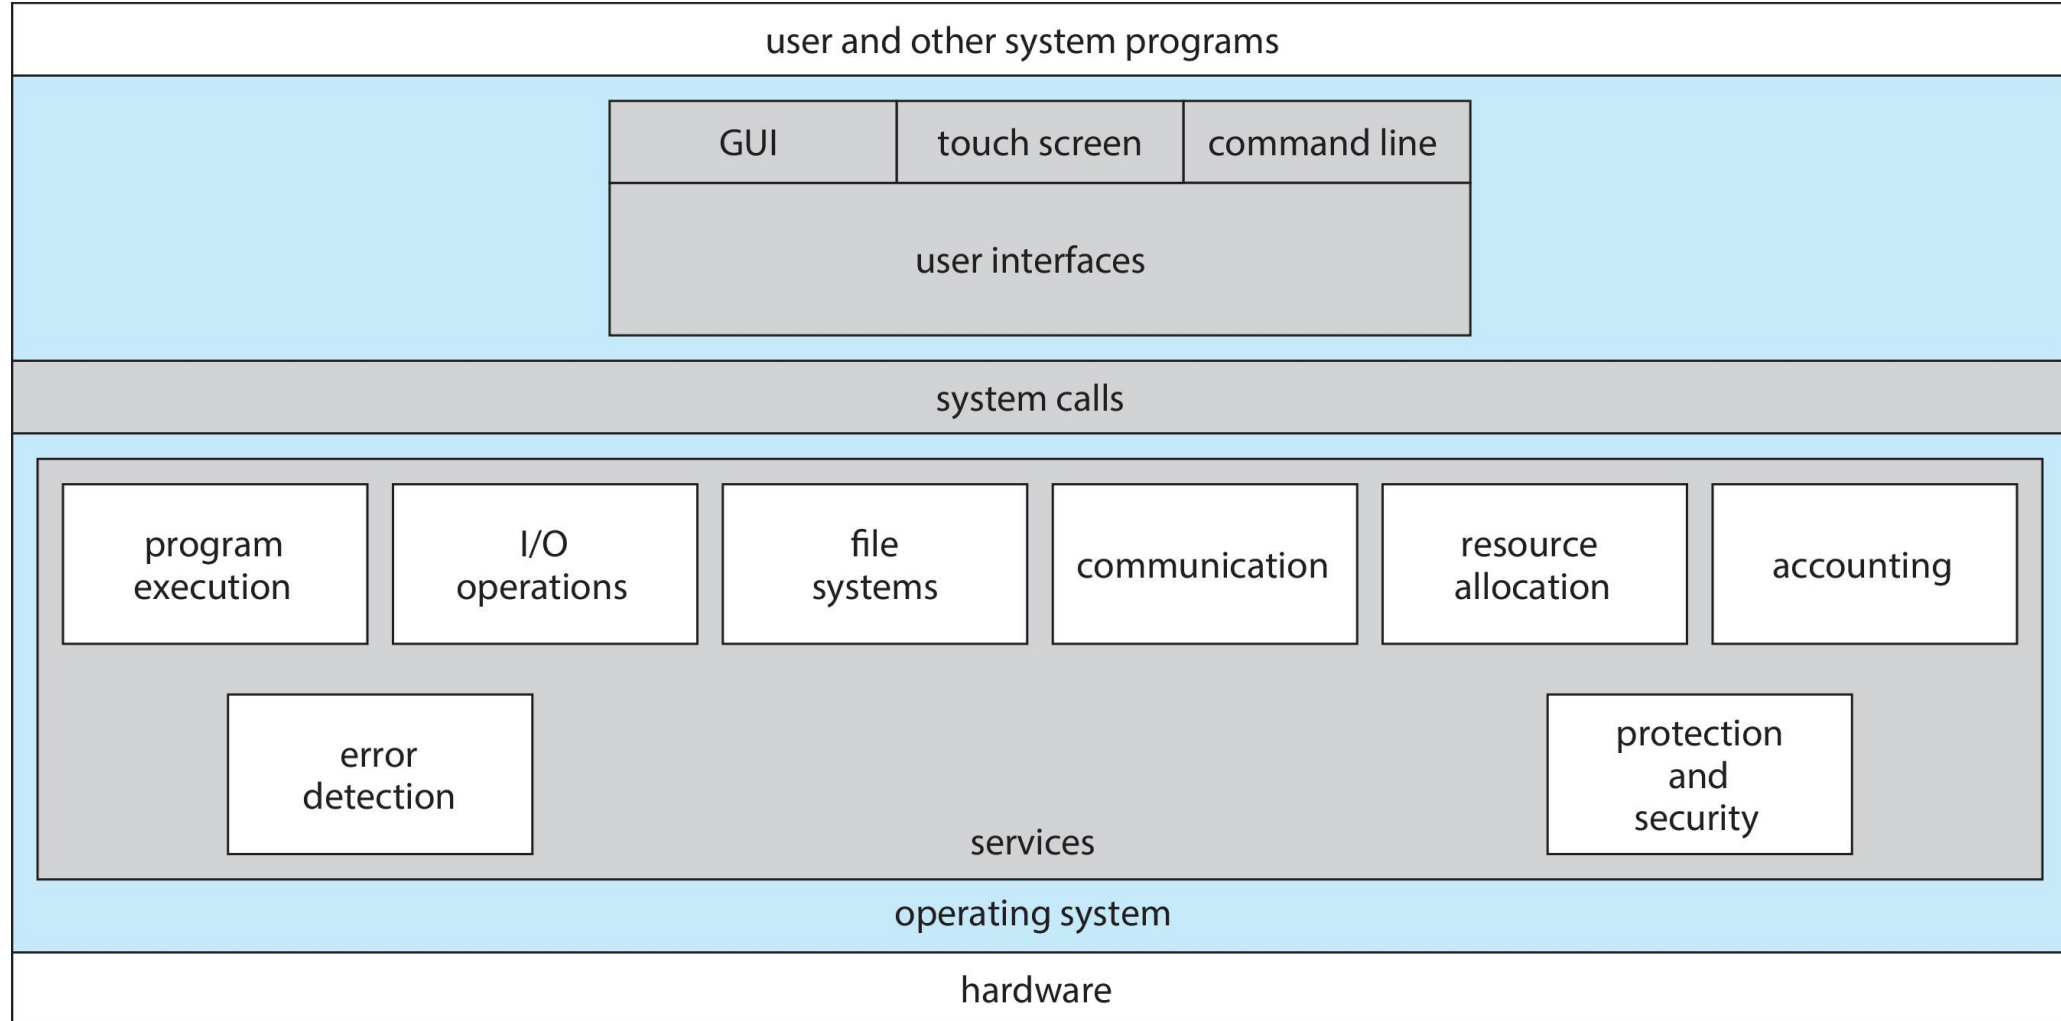 user and other system programs
GUI
touch screen
command line
user interfaces
system calls
program
execution
I/O
operations
file
systems
communication
resource
allocation
accounting
error
detection
protection
and
security
services
operating system
hardware